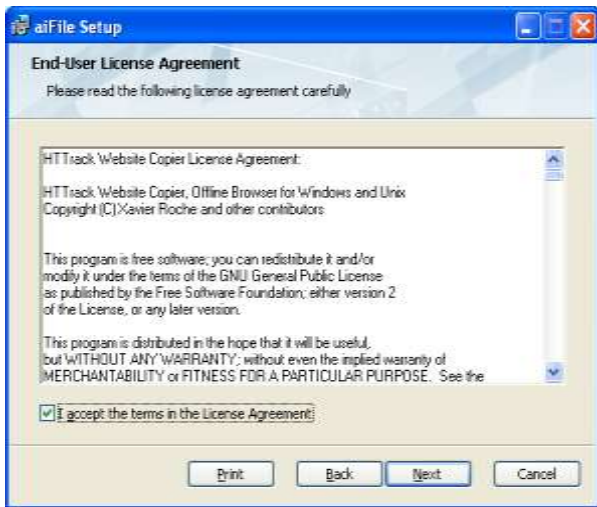 aiFile Setup
End-User License Agreement
Please read the following license agreement carefully
HTTrack Website Copier License Agreement:
HTTrack Website Copier, Offline Browser for Windows and Unix
Copyright (C) Xavier Roche and other contributors
This program is free software; you can redistribute it and/or
modify it under the terms of the GNU General Public License
as published by the Free Software Foundation; either version 2
of the License, or any later version.
This program is distributed in the hope that it will be useful,
but WITHOUT ANY WARRANTY; without even the implied warranty of
MERCHANTABILITY or FITNESS FOR A PARTICULAR PURPOSE. See the
I accept the terms in the License Agreement
Print Back Next Cancel